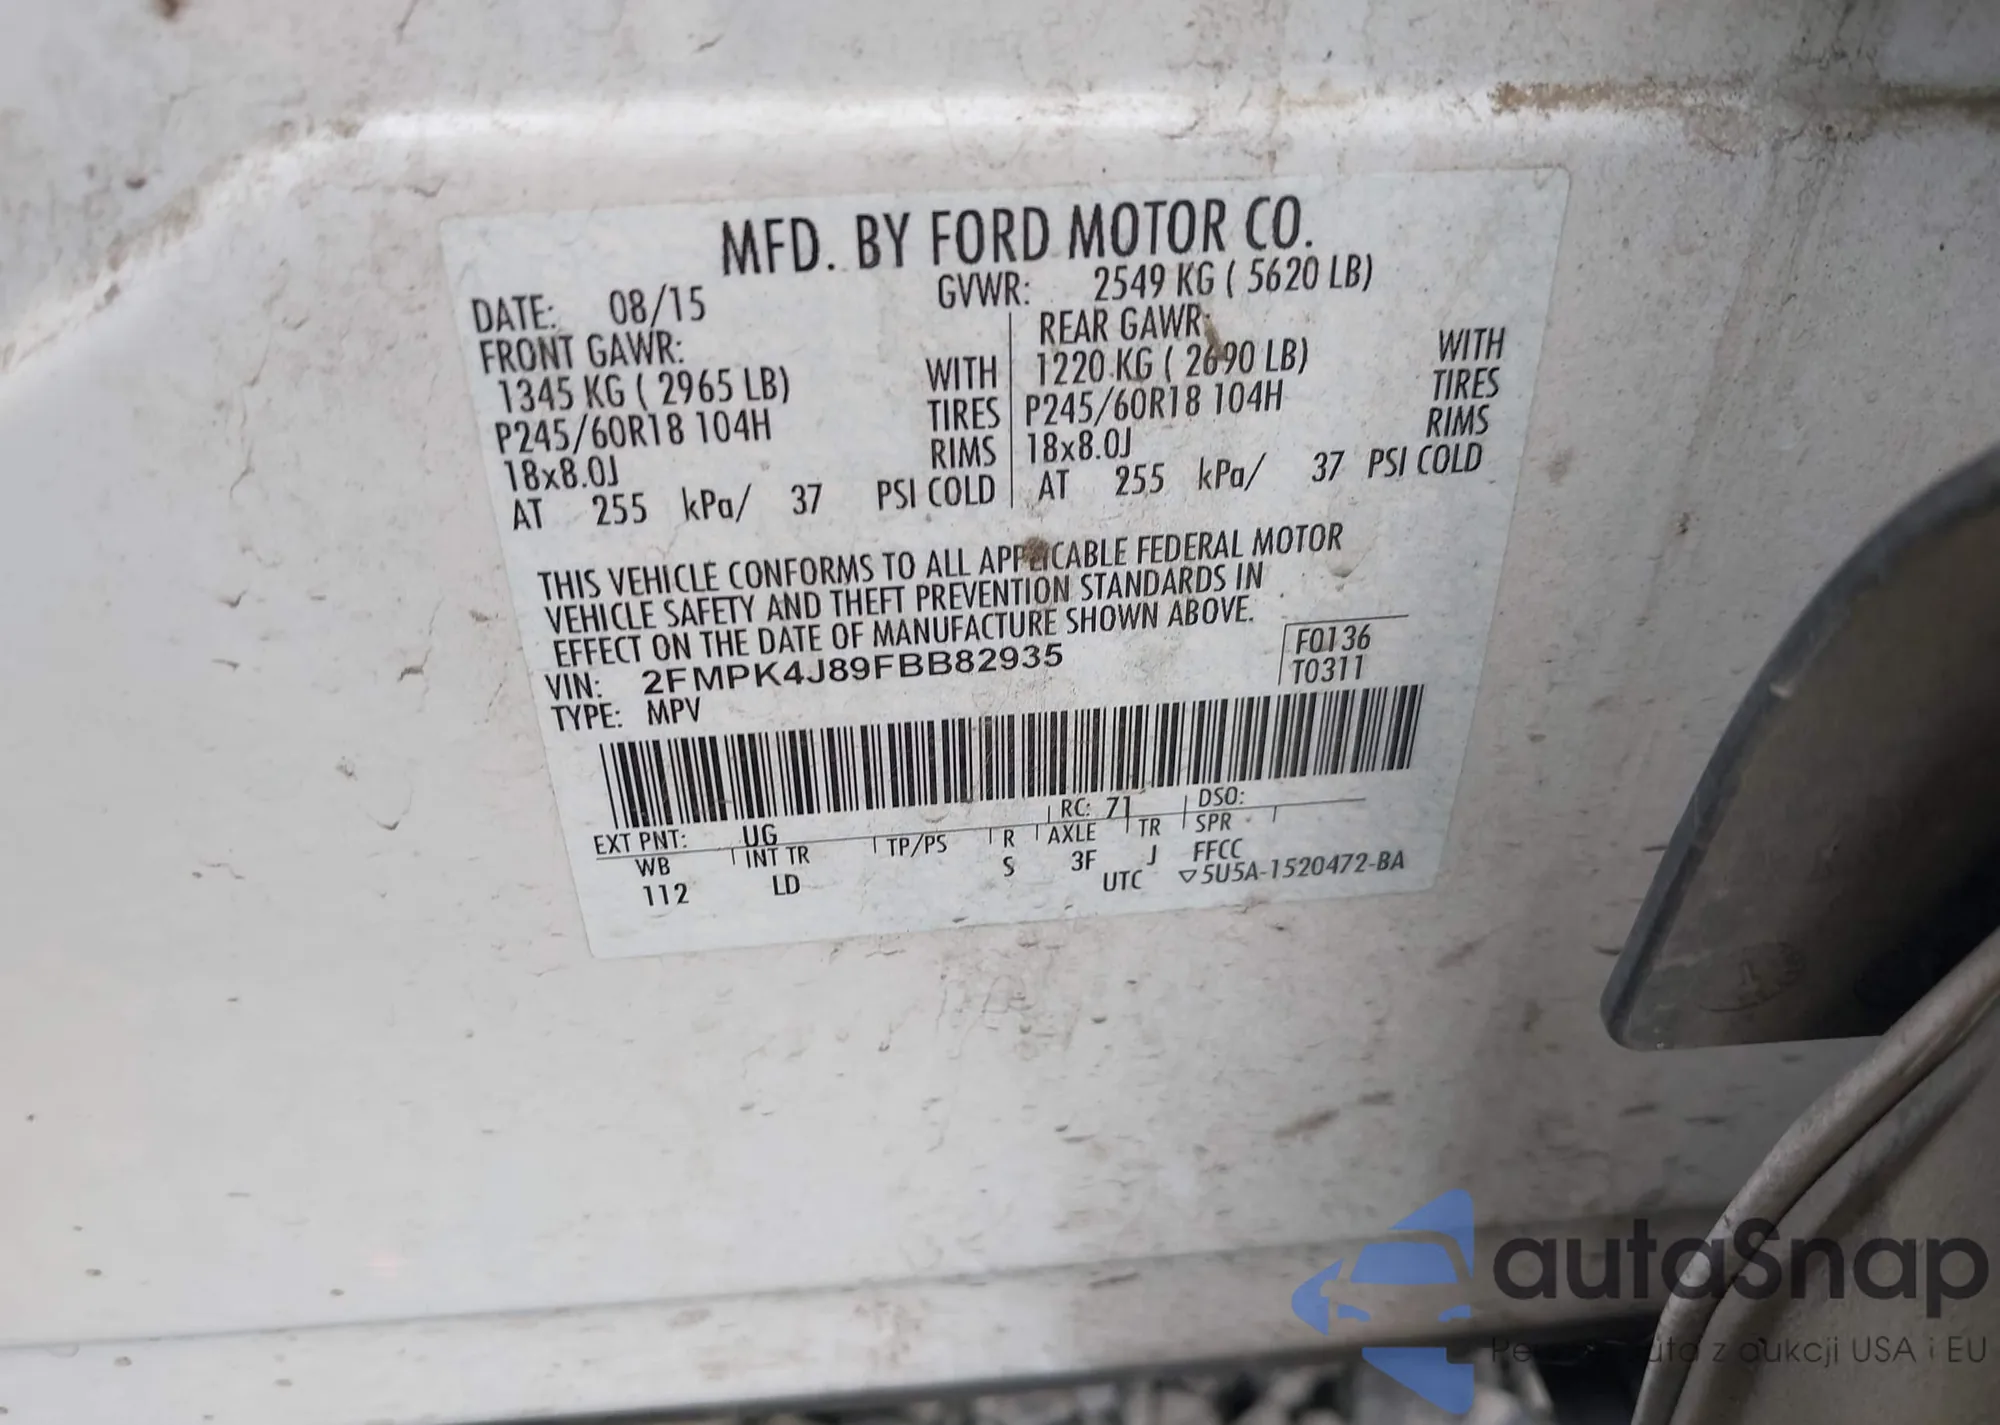 MFD. BY FORD MOTOR CO.
DATE: 08/15 GVWR: 2549 KG ( 5620 LB)
FRONT GAWR: REAR GAWR:
1345 KG ( 2965 LB) WITH 1220 KG ( 2690 LB) WITH
P245/60R18 104H TIRES P245/60R18 104H TIRES
18x8.0J RIMS 18x8.0J RIMS
AT 255 kPa/ 37 PSI COLD AT 255 kPa/ 37 PSI COLD
THIS VEHICLE CONFORMS TO ALL APPLICABLE FEDERAL MOTOR
VEHICLE SAFETY AND THEFT PREVENTION STANDARDS IN
EFFECT ON THE DATE OF MANUFACTURE SHOWN ABOVE.
VIN: 2FMPK4J89FBB82935 F0136
TYPE: MPV T0311
EXT PNT: UG RC: 71 DSO:
WB INT TR TP/PS R AXLE TR SPR
112 LD S 3F J FFCC
UTC ▽5U5A-1520472-BA
autaSnap
auta z aukcji USA i EU